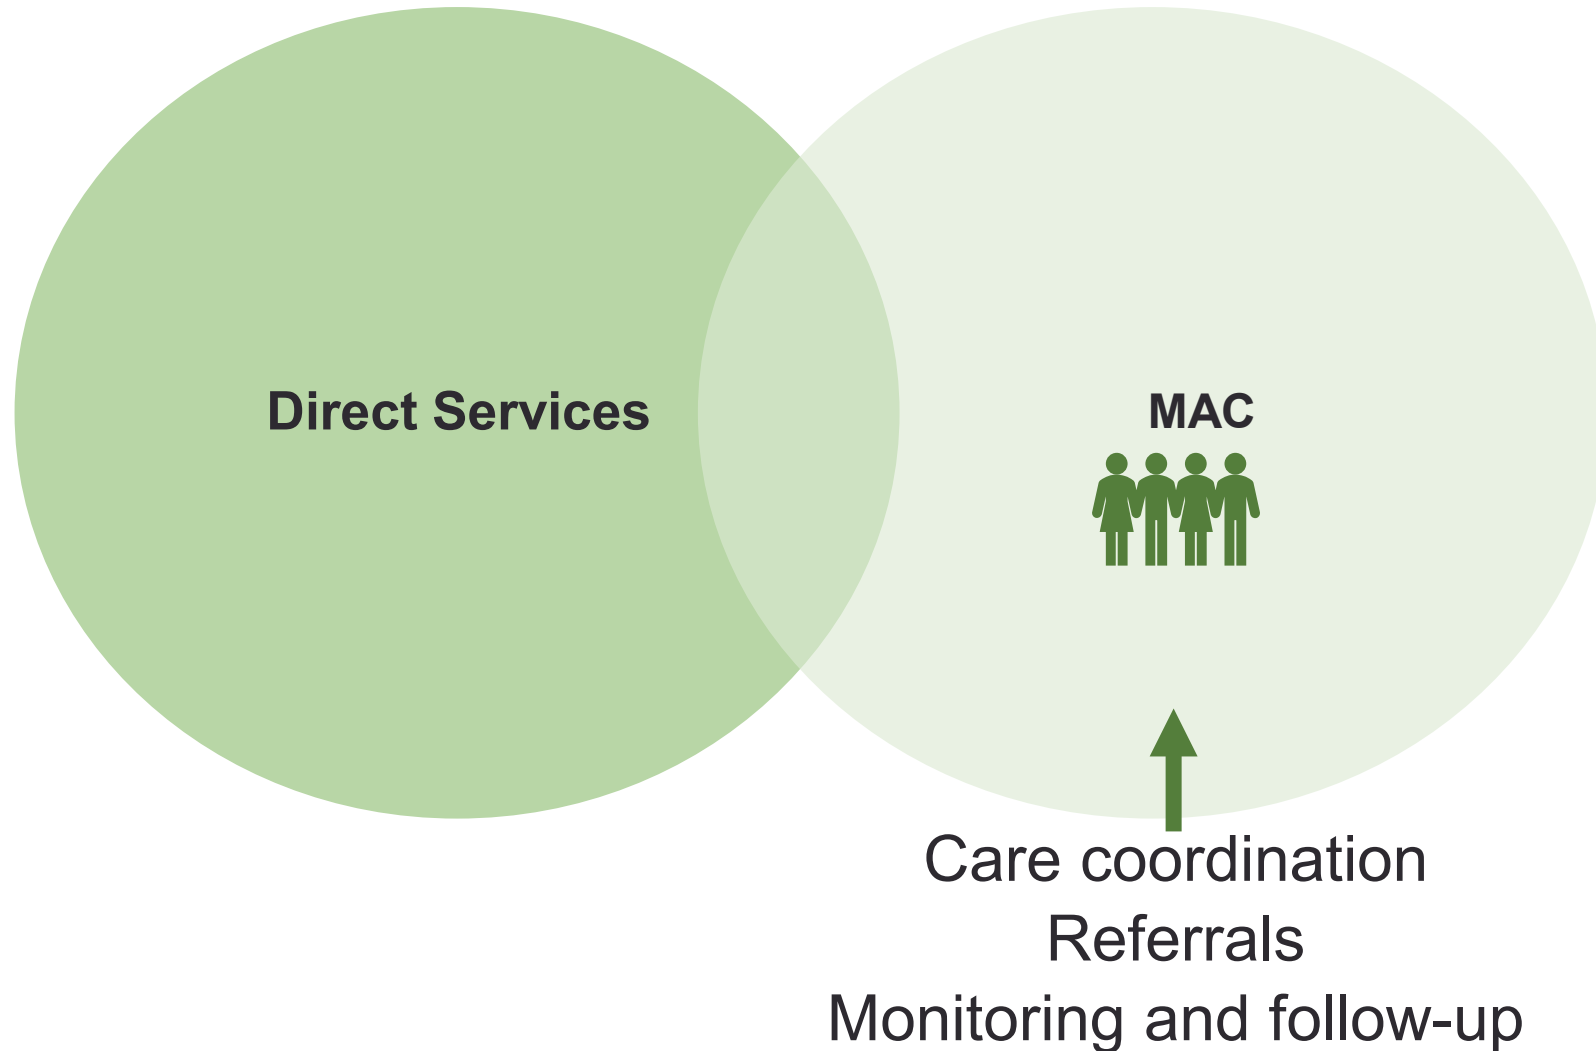 Direct Services
MAC
Care coordination
Referrals
Monitoring and follow-up